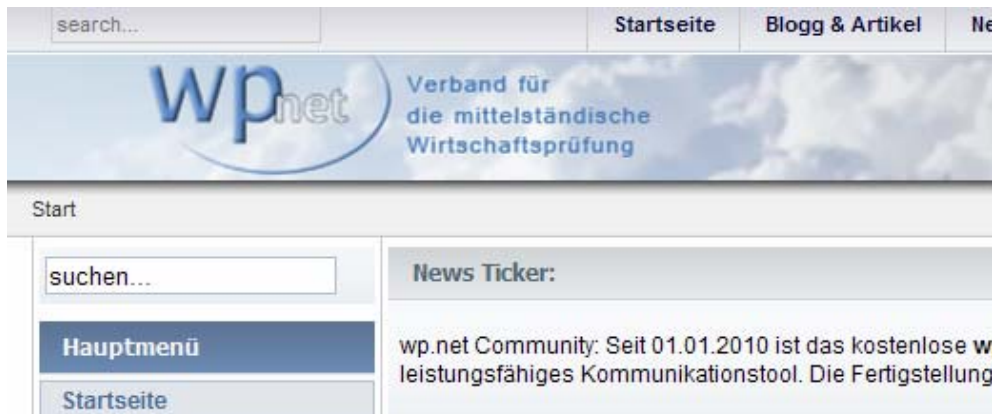 search...
Startseite Blogg & Artikel Ne
wpnet
Verband für
die mittelständische
Wirtschaftsprüfung
Start
suchen...
News Ticker:
Hauptmenü
wp.net Community: Seit 01.01.2010 ist das kostenlose w
leistungsfähiges Kommunikationstool. Die Fertigstellung
Startseite